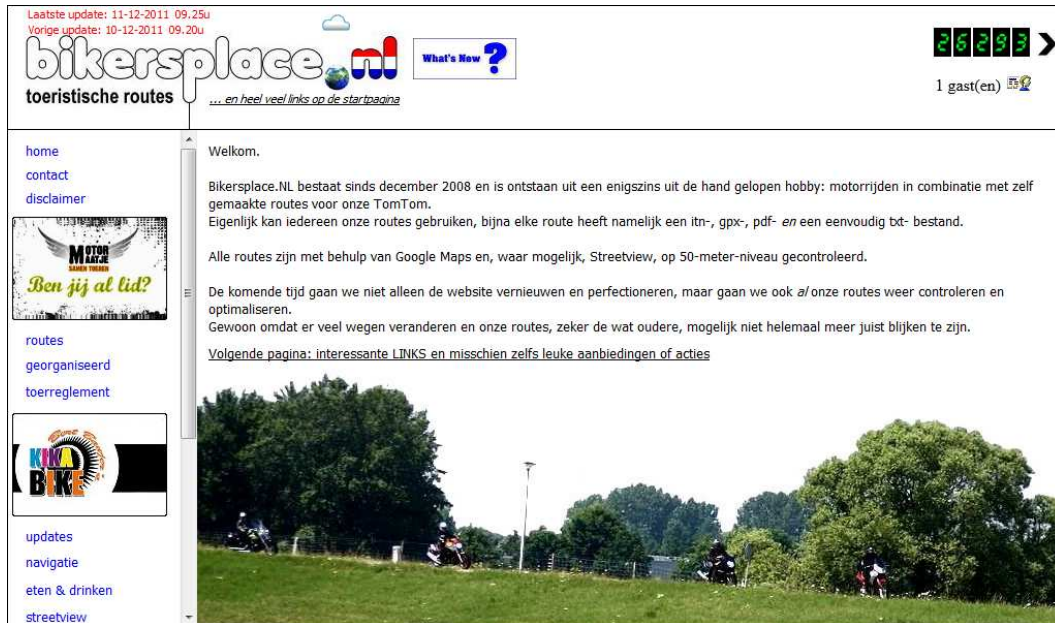 Laatste update: 11-12-2011 09.25u
Vorige update: 10-12-2011 09.20u
bikersplace.nl
toeristische routes
... en heel veel links op de startpagina
What's New ?
26293
1 gast(en)
home
contact
disclaimer
MOTOR
MAATJE
SAMEN TOEREN
Ben jij al lid?
routes
georganiseerd
toerreglement
KIKA
BIKE
updates
navigatie
eten & drinken
streetview
Welkom.
Bikersplace.NL bestaat sinds december 2008 en is ontstaan uit een enigszins uit de hand gelopen hobby: motorrijden in combinatie met zelf
gemaakte routes voor onze TomTom.
Eigenlijk kan iedereen onze routes gebruiken, bijna elke route heeft namelijk een itn-, gpx-, pdf- en een eenvoudig txt- bestand.
Alle routes zijn met behulp van Google Maps en, waar mogelijk, Streetview, op 50-meter-niveau gecontroleerd.
De komende tijd gaan we niet alleen de website vernieuwen en perfectioneren, maar gaan we ook al onze routes weer controleren en
optimaliseren.
Gewoon omdat er veel wegen veranderen en onze routes, zeker de wat oudere, mogelijk niet helemaal meer juist blijken te zijn.
Volgende pagina: interessante LINKS en misschien zelfs leuke aanbiedingen of acties